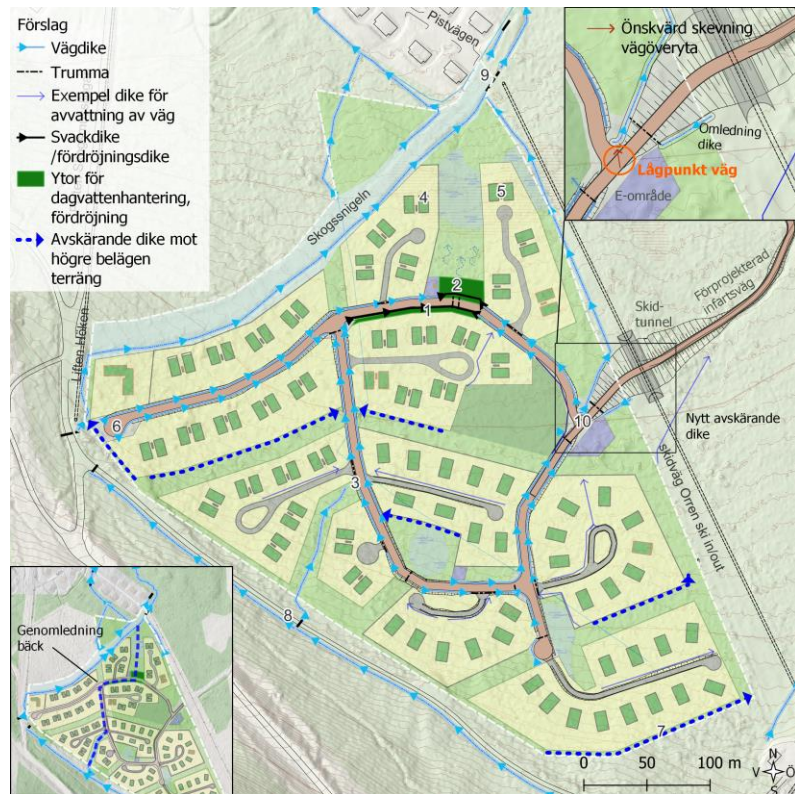 Förslag
Vägdike
Trumma
Exempel dike för
avvattning av väg
Svackdike
/fördröjningsdike
Ytor för
dagvattenhantering,
fördröjning
Avskärande dike mot
högre belägen
terräng
Pistvägen
9
Önskvärd skevning
vägöveryta
Omledning
dike
Lågpunkt väg
E-område
Skogssnigeln
4
5
2
1
Förprojekterad
infartsväg
Skid-
tunnel
Liften Höken
6
10
Nytt avskärande
dike
3
skidväg Orren ski in/out
8
7
Genomledning
bäck
0 50 100 m
N
V Ö
S